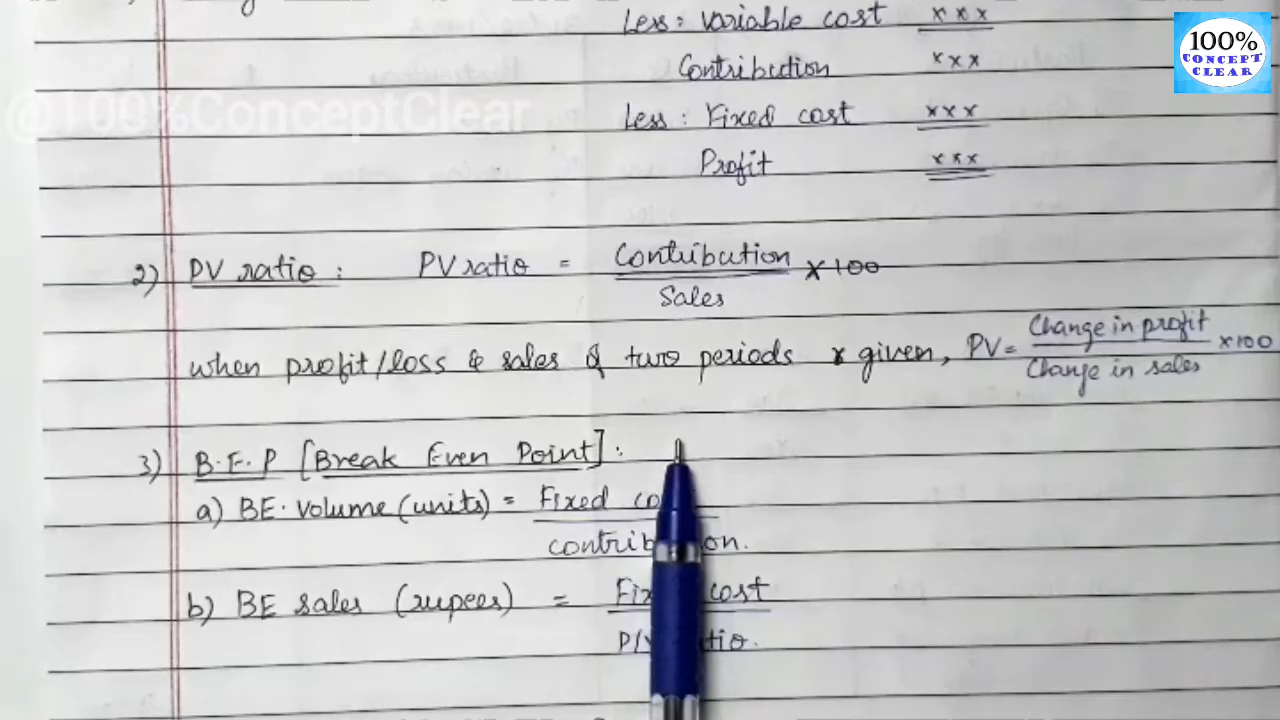 Less: variable cost xxx
100%
CONCEPT
CLEAR
Contribution xxx
@100%ConceptClear
Less: Fixed cost xxx
Profit xxx
2) PV ratio: PV ratio = Contribution / Sales × 100
when profit/loss & sales of two periods r given, PV = Change in profit / Change in sales ×100
3) B.E.P [Break Even Point]:
a) BE. volume (units) = Fixed / contribution.
b) BE sales (rupees) = cost